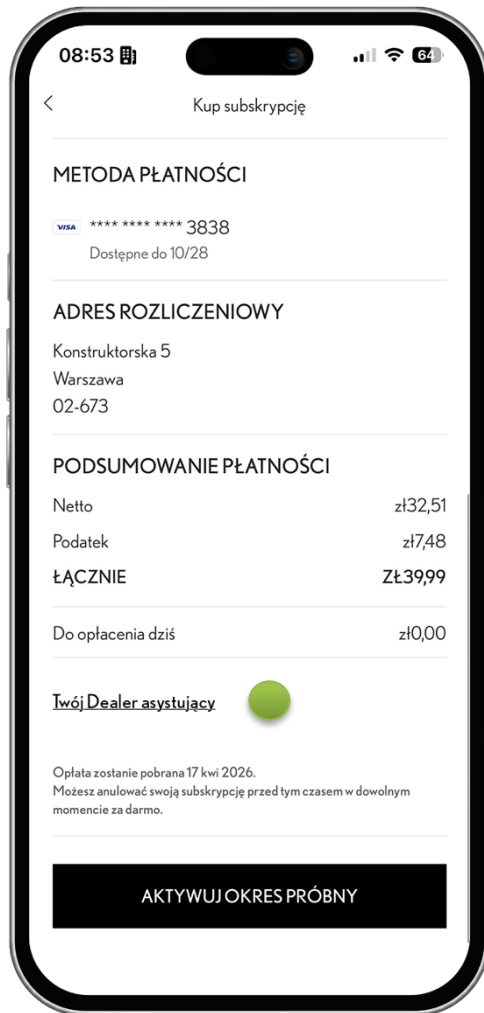 08:53 64
Kup subskrypcję
METODA PŁATNOŚCI
VISA **** **** **** 3838
Dostępne do 10/28
ADRES ROZLICZENIOWY
Konstruktorska 5
Warszawa
02-673
PODSUMOWANIE PŁATNOŚCI
Netto zł32,51
Podatek zł7,48
ŁĄCZNIE ZŁ39,99
Do opłacenia dziś zł0,00
Twój Dealer asystujący
Opłata zostanie pobrana 17 kwi 2026.
Możesz anulować swoją subskrypcję przed tym czasem w dowolnym
momencie za darmo.
AKTYWUJ OKRES PRÓBNY